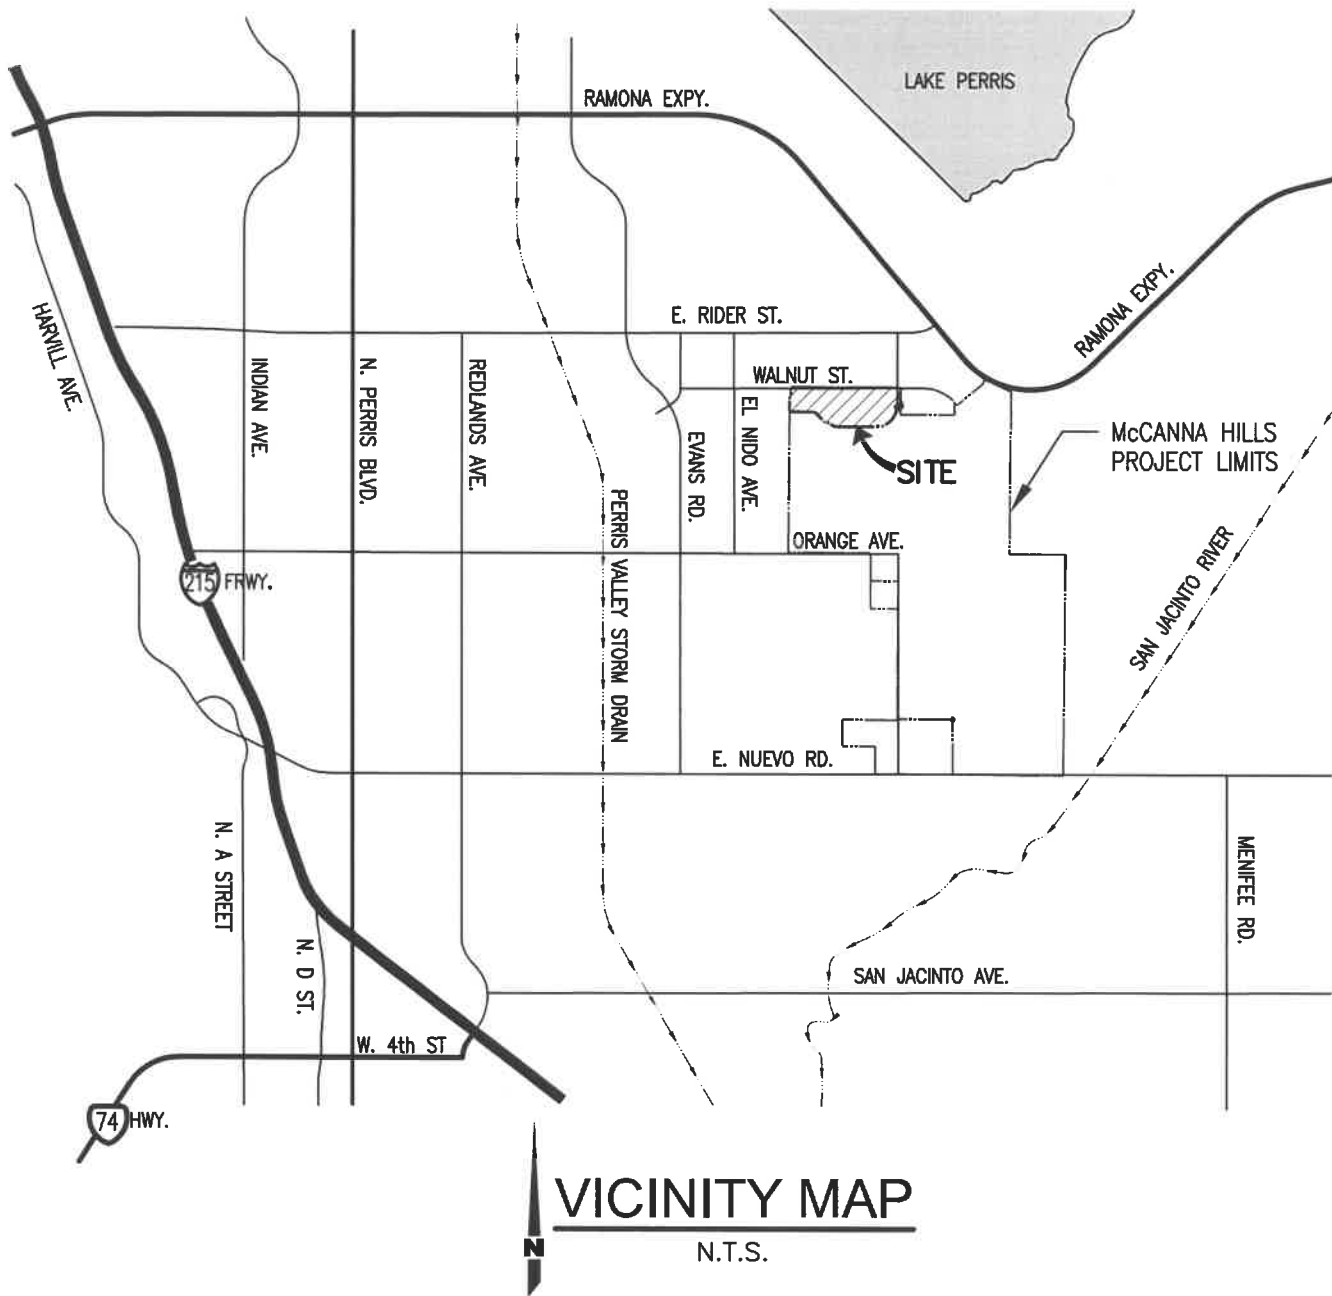 LAKE PERRIS
RAMONA EXPY.
RAMONA EXPY.
E. RIDER ST.
HARVILL AVE.
INDIAN AVE.
N. PERRIS BLVD.
REDLANDS AVE.
WALNUT ST.
EL NIDO AVE.
EVANS RD.
SITE
McCANNA HILLS
PROJECT LIMITS
ORANGE AVE.
PERRIS VALLEY STORM DRAIN
215 FRWY.
SAN JACINTO RIVER
E. NUEVO RD.
N. A STREET
N. D ST.
MENIFEE RD.
SAN JACINTO AVE.
W. 4th ST
74 HWY.
N
VICINITY MAP
N.T.S.